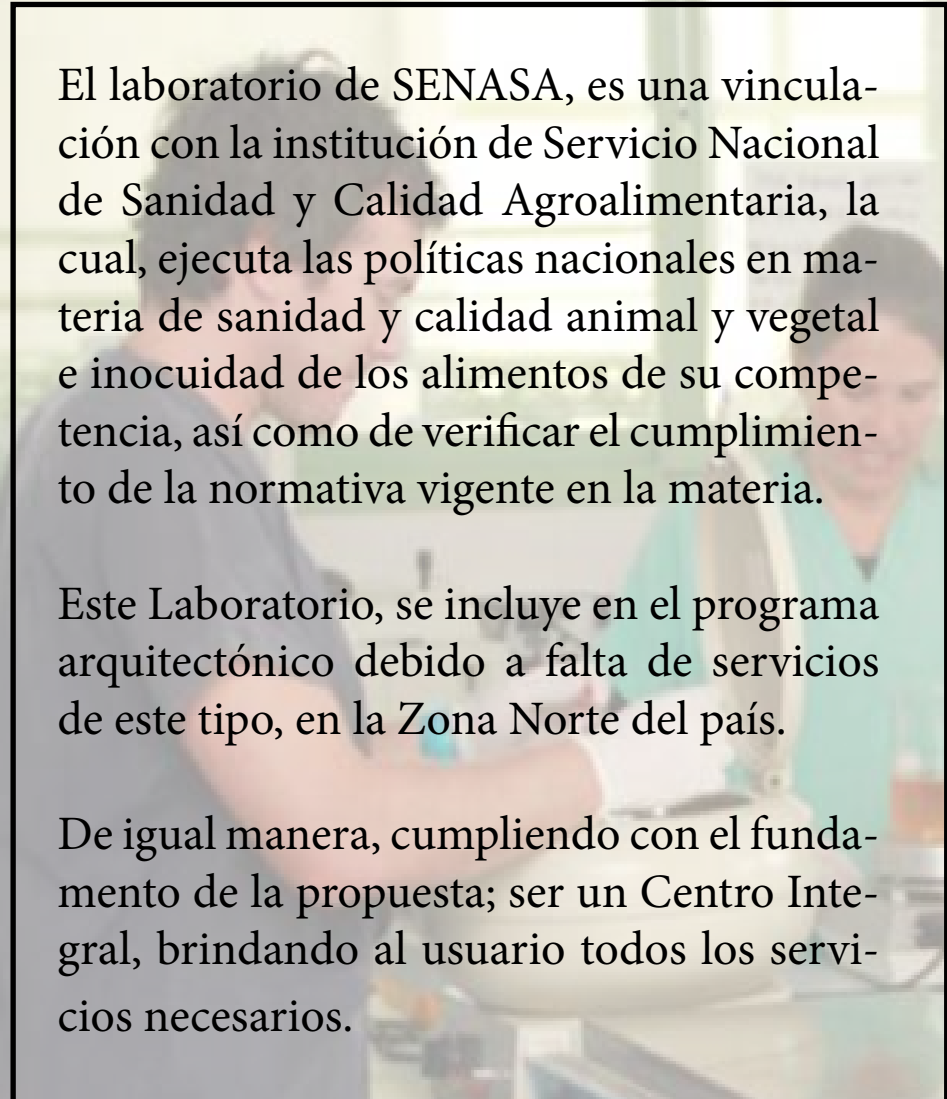 El laboratorio de SENASA, es una vincula-
ción con la institución de Servicio Nacional
de Sanidad y Calidad Agroalimentaria, la
cual, ejecuta las políticas nacionales en ma-
teria de sanidad y calidad animal y vegetal
e inocuidad de los alimentos de su compe-
tencia, así como de verificar el cumplimien-
to de la normativa vigente en la materia.
Este Laboratorio, se incluye en el programa
arquitectónico debido a falta de servicios
de este tipo, en la Zona Norte del país.
De igual manera, cumpliendo con el funda-
mento de la propuesta; ser un Centro Inte-
gral, brindando al usuario todos los servi-
cios necesarios.